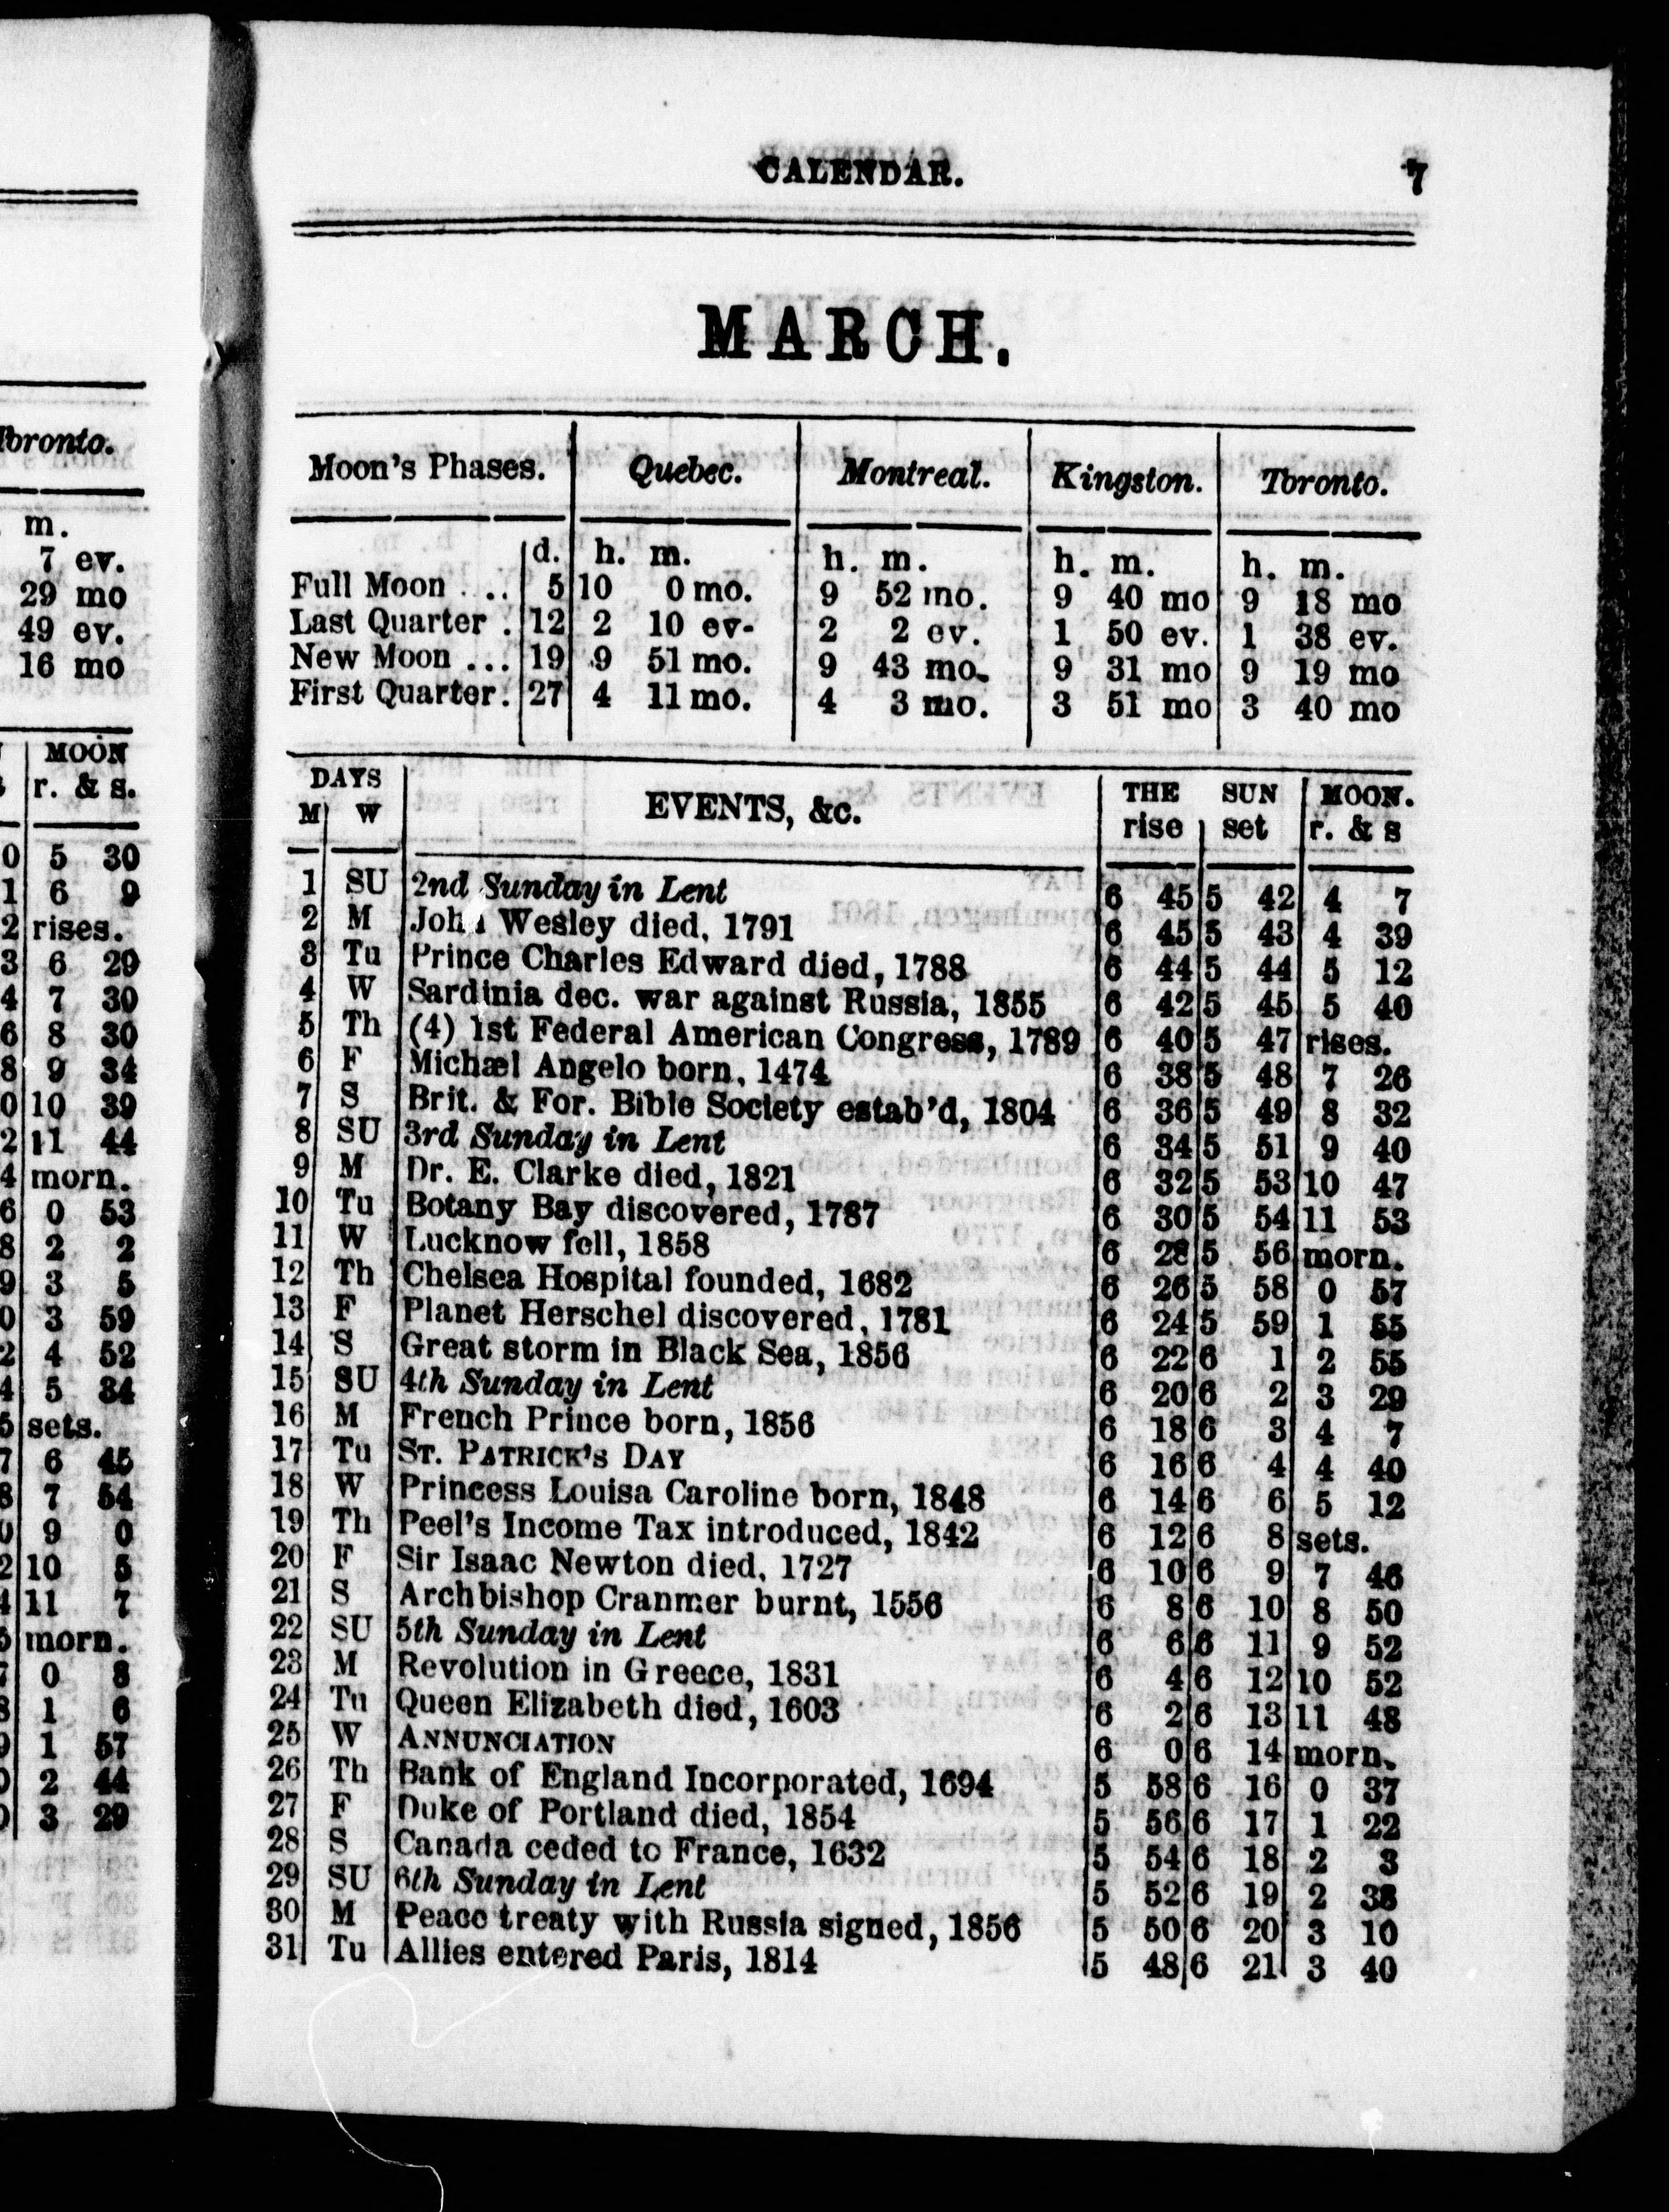 CALENDAR. 7
MARCH.
Moon's Phases. Quebec. Montreal. Kingston. Toronto.
d. h. m. h. m. h. m. h. m.
Full Moon . .. 5 10 0 mo. 9 52 mo. 9 40 mo 9 18 mo
Last Quarter . 12 2 10 ev- 2 2 ev. 1 50 ev. 1 38 ev.
New Moon ... 19 9 51 mo. 9 43 mo. 9 31 mo 9 19 mo
First Quarter. 27 4 11 mo. 4 3 mo. 3 51 mo 3 40 mo
DAYS EVENTS, &c. THE SUN MOON.
M W rise set r. & s
1 SU 2nd Sunday in Lent 6 45 5 42 4 7
2 M John Wesley died, 1791 6 45 5 43 4 39
3 Tu Prince Charles Edward died, 1788 6 44 5 44 5 12
4 W Sardinia dec. war against Russia, 1855 6 42 5 45 5 40
5 Th (4) 1st Federal American Congress, 1789 6 40 5 47 rises.
6 F Michæl Angelo born, 1474 6 38 5 48 7 26
7 S Brit. & For. Bible Society estab'd, 1804 6 36 5 49 8 32
8 SU 3rd Sunday in Lent 6 34 5 51 9 40
9 M Dr. E. Clarke died, 1821 6 32 5 53 10 47
10 Tu Botany Bay discovered, 1787 6 30 5 54 11 53
11 W Lucknow fell, 1858 6 28 5 56 morn.
12 Th Chelsea Hospital founded, 1682 6 26 5 58 0 57
13 F Planet Herschel discovered, 1781 6 24 5 59 1 55
14 S Great storm in Black Sea, 1856 6 22 6 1 2 55
15 SU 4th Sunday in Lent 6 20 6 2 3 29
16 M French Prince born, 1856 6 18 6 3 4 7
17 Tu ST. PATRICK'S DAY 6 16 6 4 4 40
18 W Princess Louisa Caroline born, 1848 6 14 6 6 5 12
19 Th Peel's Income Tax introduced, 1842 6 12 6 8 sets.
20 F Sir Isaac Newton died, 1727 6 10 6 9 7 46
21 S Archbishop Cranmer burnt, 1556 6 8 6 10 8 50
22 SU 5th Sunday in Lent 6 6 6 11 9 52
23 M Revolution in Greece, 1831 6 4 6 12 10 52
24 Tu Queen Elizabeth died, 1603 6 2 6 13 11 48
25 W ANNUNCIATION 6 0 6 14 morn.
26 Th Bank of England Incorporated, 1694 5 58 6 16 0 37
27 F Duke of Portland died, 1854 5 56 6 17 1 22
28 S Canada ceded to France, 1632 5 54 6 18 2 3
29 SU 6th Sunday in Lent 5 52 6 19 2 38
30 M Peace treaty with Russia signed, 1856 5 50 6 20 3 10
31 Tu Allies entered Paris, 1814 5 48 6 21 3 40